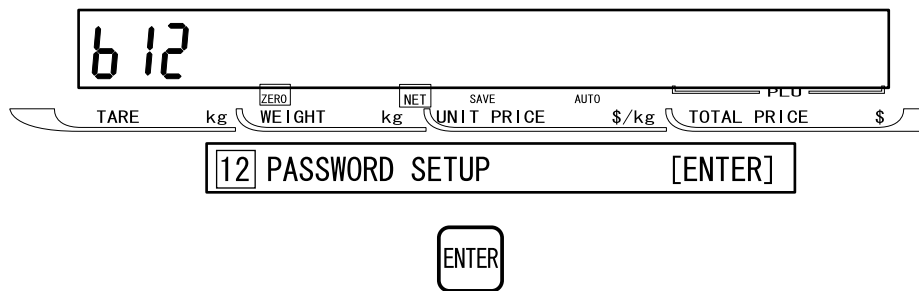 b12
ZERO NET SAVE AUTO PLU
TARE kg WEIGHT kg UNIT PRICE $/kg TOTAL PRICE $
12 PASSWORD SETUP [ENTER]
ENTER